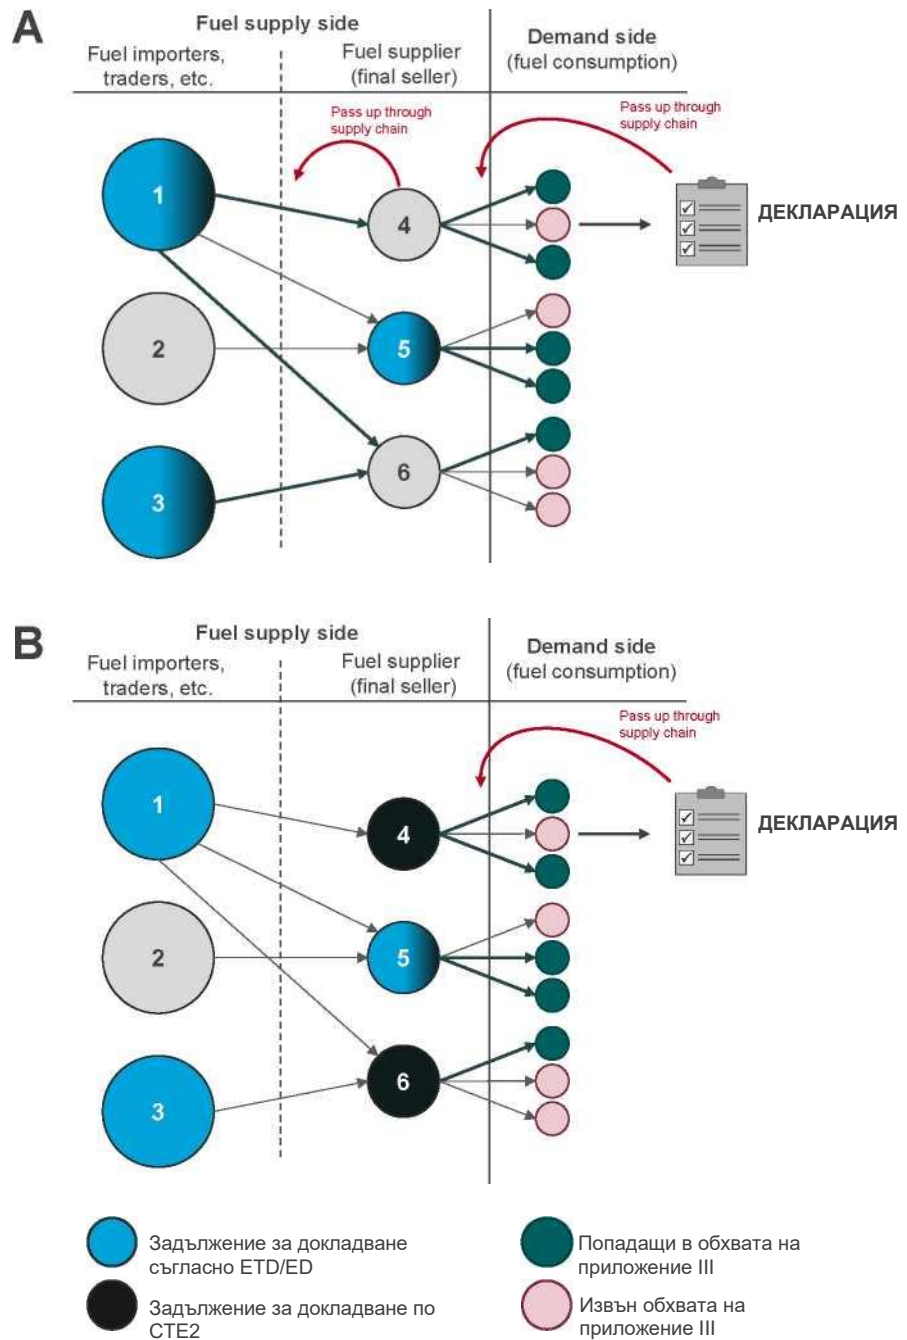 A
Fuel supply side
Demand side
(fuel consumption)
Fuel importers,
traders, etc.
Fuel supplier
(final seller)
Pass up through
supply chain
Pass up through
supply chain
1
4
ДЕКЛАРАЦИЯ
2
5
3
6
B
Fuel supply side
Demand side
(fuel consumption)
Fuel importers,
traders, etc.
Fuel supplier
(final seller)
Pass up through
supply chain
1
4
ДЕКЛАРАЦИЯ
2
5
3
6
Задължение за докладване
съгласно ETD/ED
Попадащи в обхвата на
приложение III
Задължение за докладване по
СТЕ2
Извън обхвата на
приложение III